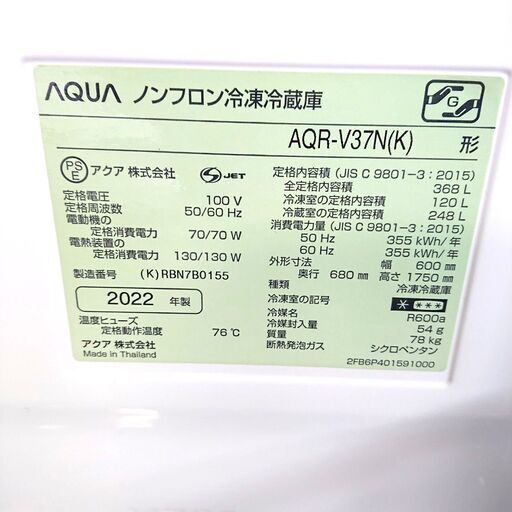 AQUA ノンフロン冷凍冷蔵庫
G
AQR-V37N(K) 形
PS E アクア 株式会社 S JET
定格電圧 100 V
定格周波数 50/60 Hz
電動機の
定格消費電力 70/70 W
電熱装置の
定格消費電力 130/130 W
製造番号 (K)RBN7B0155
2022 年製
温度ヒューズ
定格動作温度 76℃
アクア 株式会社
Made in Thailand
定格内容積 (JIS C 9801-3 : 2015)
全定格内容積 368 L
冷凍室の定格内容積 120 L
冷蔵室の定格内容積 248 L
消費電力量 (JIS C 9801-3 : 2015)
50 Hz 355 kWh/年
60 Hz 355 kWh/年
外形寸法 幅 600 mm
奥行 680 mm 高さ 1750 mm
種類 冷凍冷蔵庫
冷凍室の記号 * ***
冷媒名 R600a
冷媒封入量 54 g
質量 78 kg
断熱発泡ガス シクロペンタン
2FB6P401591000